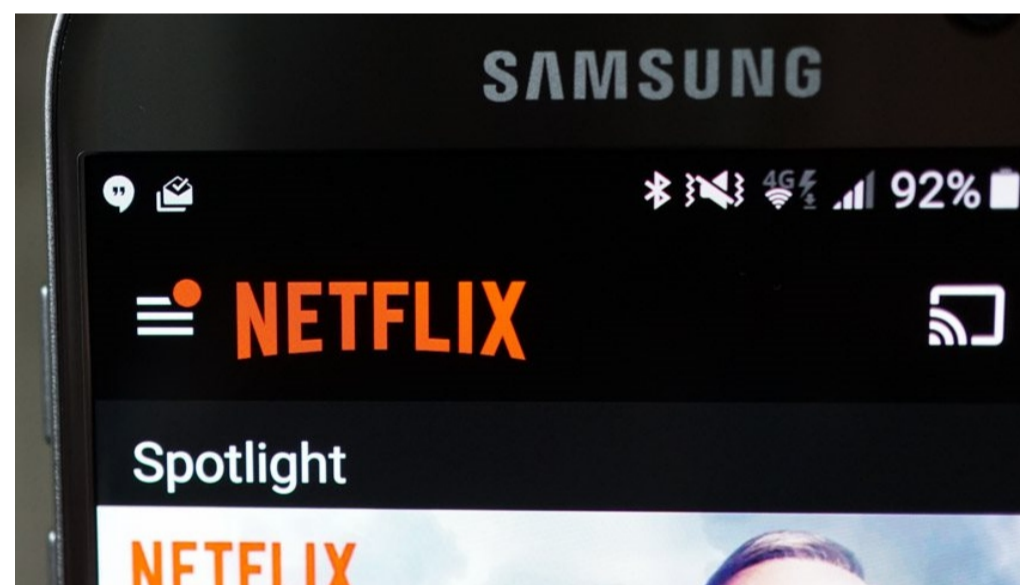 SAMSUNG
4G 92%
NETFLIX
Spotlight
NETFLIX